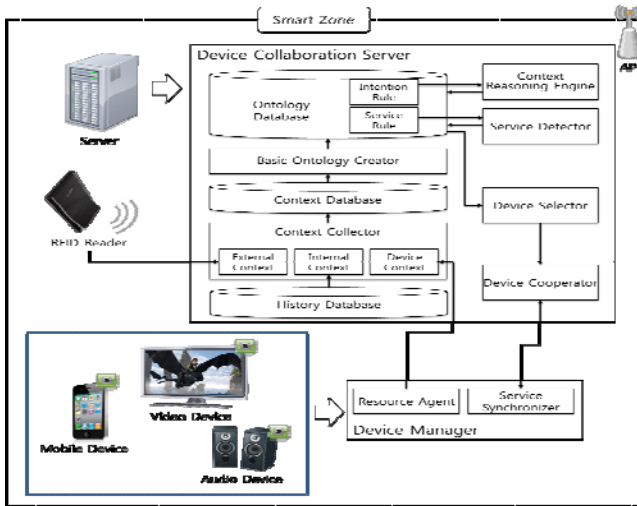 Smart Zone
AP
Device Collaboration Server
Server
Ontology
Database
Intention
Rule
Service
Rule
Context
Reasoning Engine
Service Detector
Basic Ontology Creator
Context Database
Device Selector
RFID Reader
Context Collector
External
Context
Internal
Context
Device
Context
Device Cooperator
History Database
Video Device
Mobile Device
Audio Device
Resource Agent
Service
Synchronizer
Device Manager